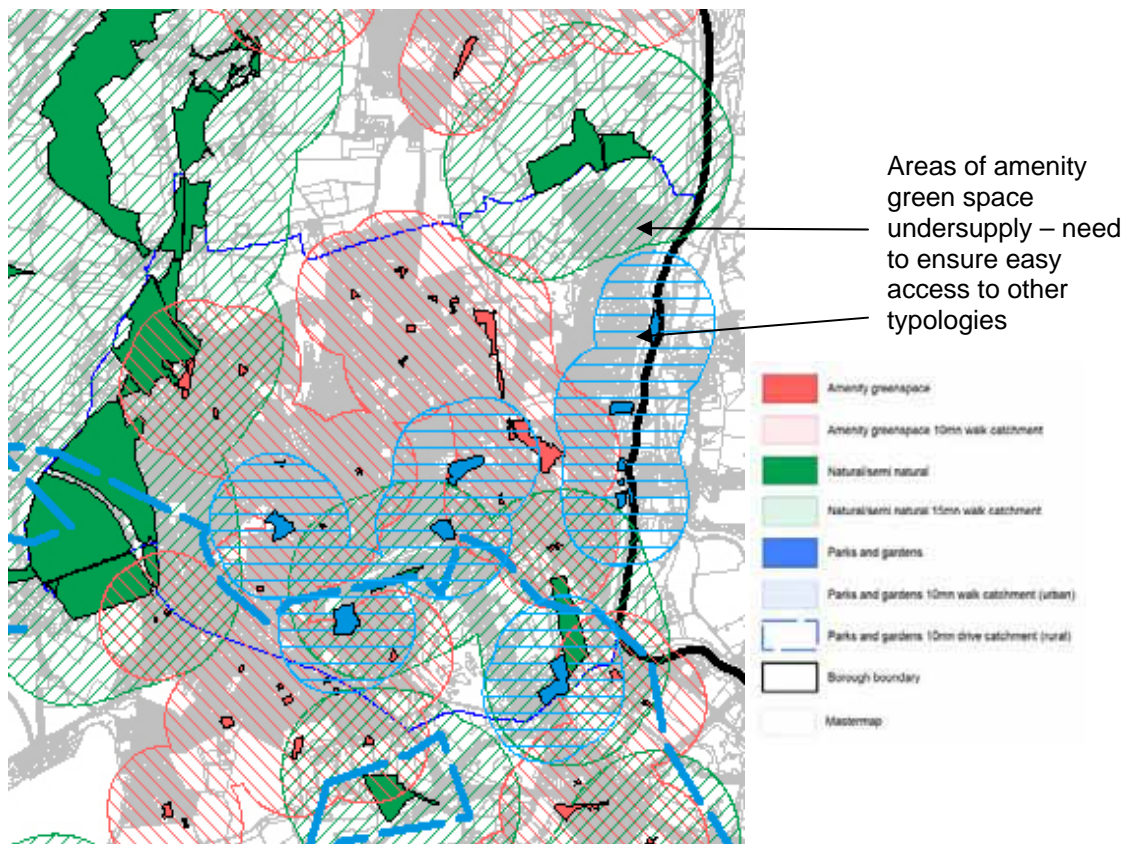 Areas of amenity
green space
undersupply – need
to ensure easy
access to other
typologies
Amenity greenspace
Amenity greenspace 10mn walk catchment
Natural/semi natural
Natural/semi natural 15mn walk catchment
Parks and gardens
Parks and gardens 10mn walk catchment (urban)
Parks and gardens 10mn drive catchment (rural)
Borough boundary
Mastermap